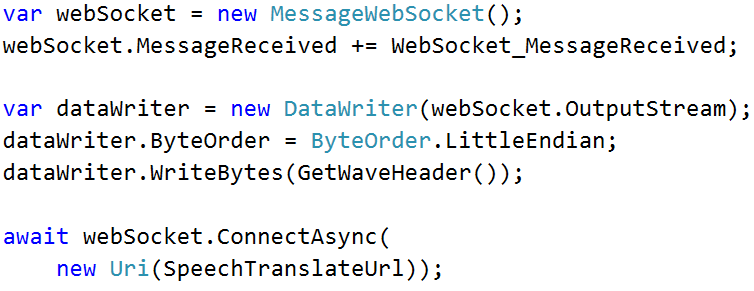 var webSocket = new MessageWebSocket();
webSocket.MessageReceived += WebSocket_MessageReceived;
var dataWriter = new DataWriter(webSocket.OutputStream);
dataWriter.ByteOrder = ByteOrder.LittleEndian;
dataWriter.WriteBytes(GetWaveHeader());
await webSocket.ConnectAsync(
new Uri(SpeechTranslateUrl));